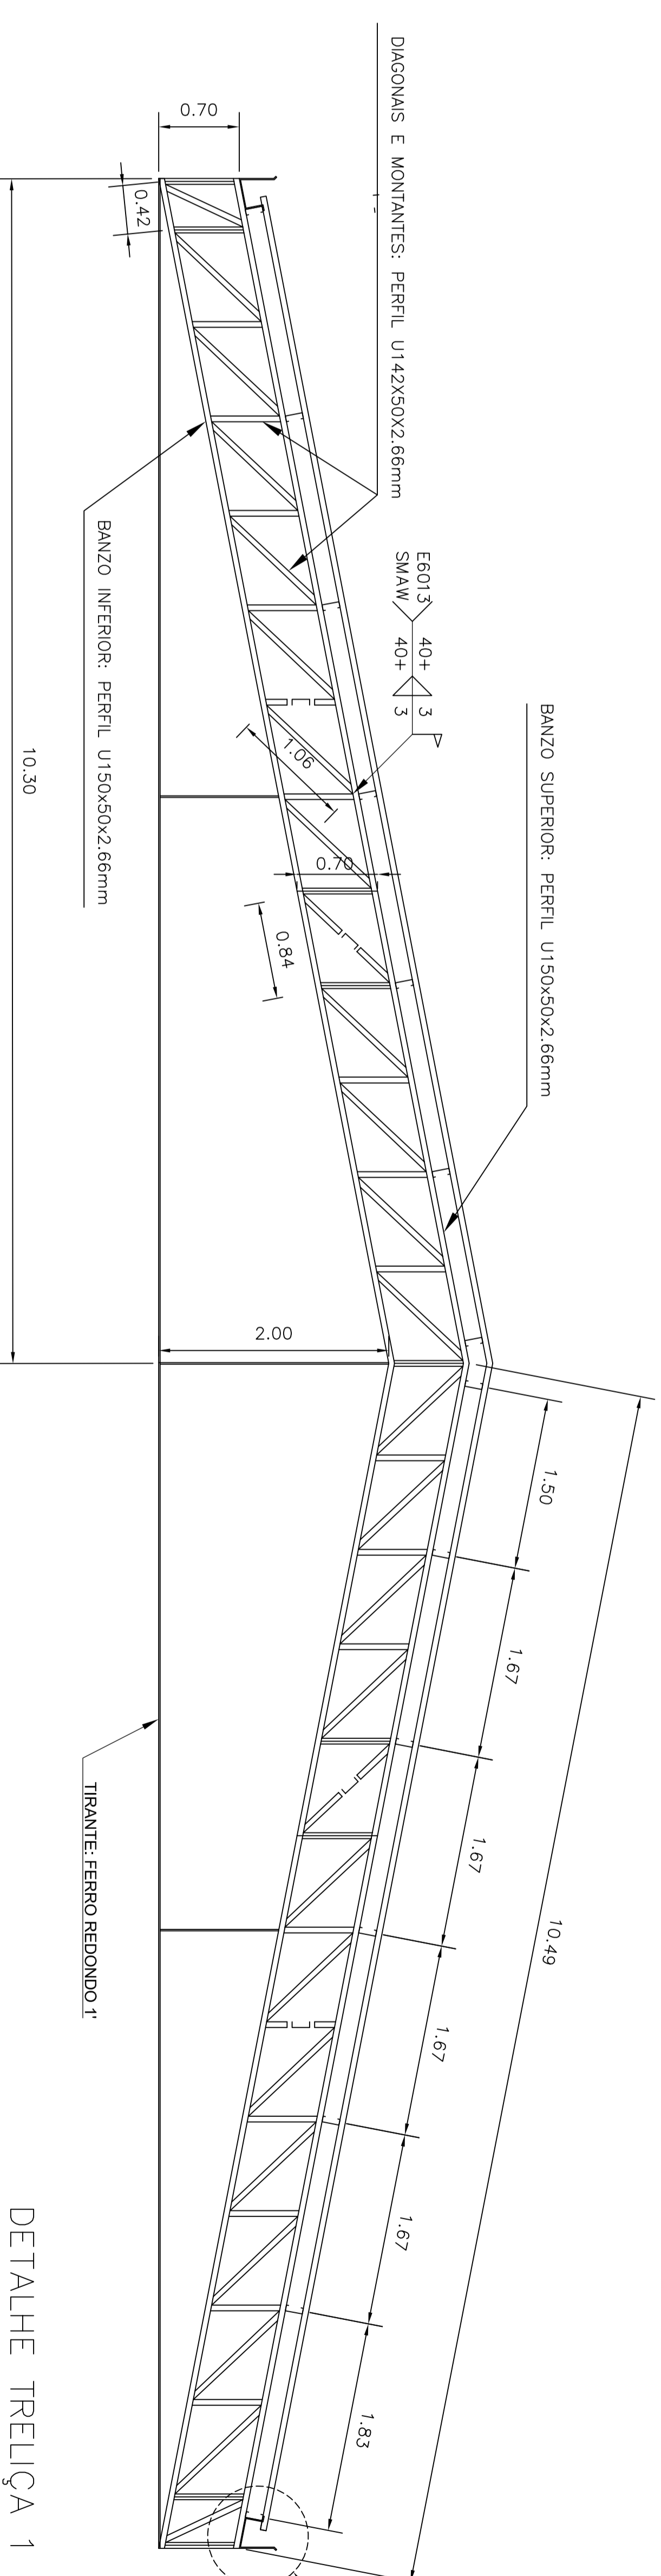 DIAGONAIS E MONTANTES: PERFIL U142X50X2.66mm
0.70
0.42
E6013
SMAW
40+
40+
3
3
BANZO SUPERIOR: PERFIL U150x50x2.66mm
BANZO INFERIOR: PERFIL U150x50x2.66mm
1.06
0.70
0.84
10.30
2.00
1.50
1.67
1.67
1.67
1.67
1.83
10.49
TIRANTE: FERRO REDONDO 1'
DETALHE TRELIÇA 1